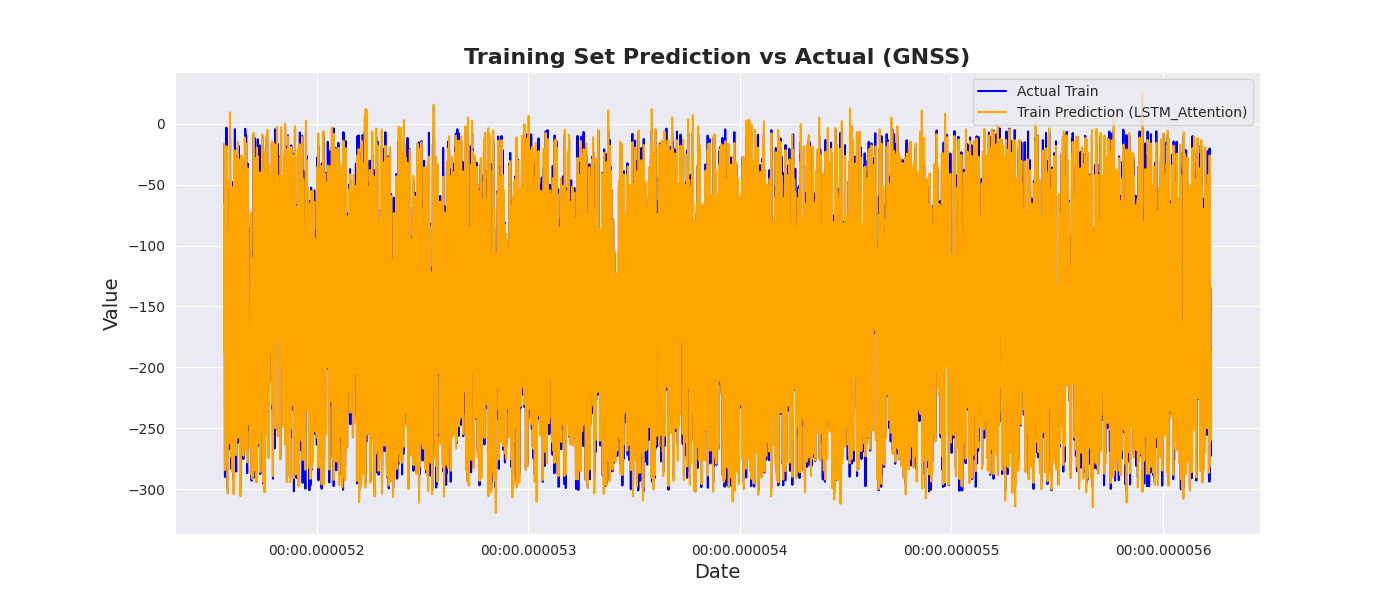 Training Set Prediction vs Actual (GNSS)
Actual Train
Train Prediction (LSTM_Attention)
Value
0
−50
−100
−150
−200
−250
−300
00:00.000052
00:00.000053
00:00.000054
00:00.000055
00:00.000056
Date